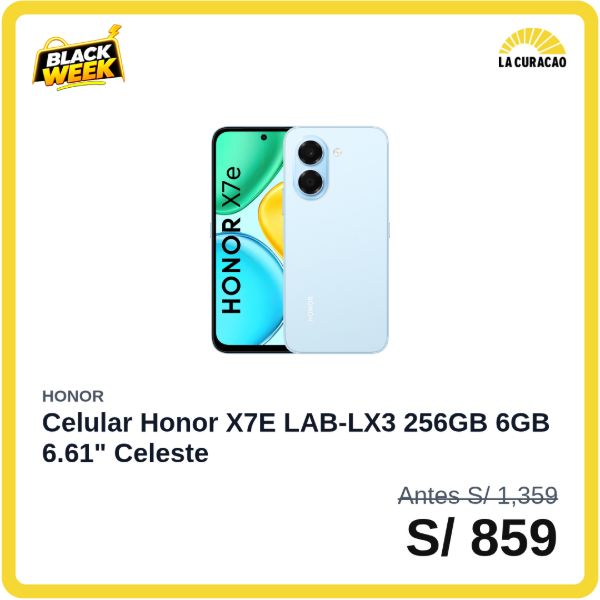 BLACK
WEEK
LA CURACAO
HONOR X7e
HONOR
HONOR
Celular Honor X7E LAB-LX3 256GB 6GB
6.61" Celeste
Antes S/ 1,359
S/ 859